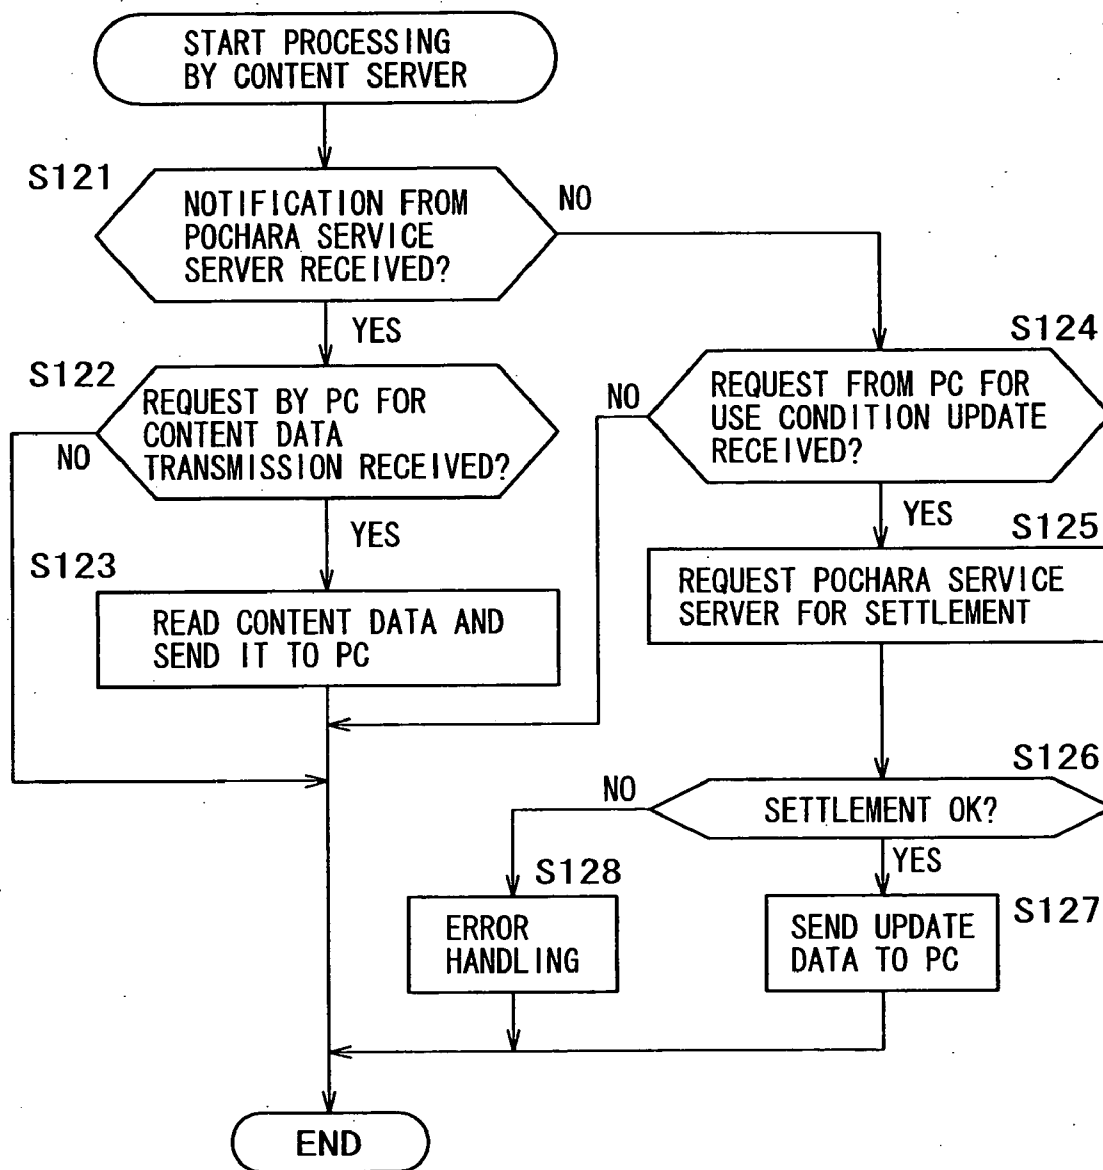 START PROCESSING
BY CONTENT SERVER
S121
NOTIFICATION FROM
POCHARA SERVICE
SERVER RECEIVED?
NO
YES
S122
REQUEST BY PC FOR
CONTENT DATA
TRANSMISSION RECEIVED?
NO
YES
S123
READ CONTENT DATA AND
SEND IT TO PC
S124
REQUEST FROM PC FOR
USE CONDITION UPDATE
RECEIVED?
NO
YES
S125
REQUEST POCHARA SERVICE
SERVER FOR SETTLEMENT
S126
SETTLEMENT OK?
NO
YES
S128
ERROR
HANDLING
S127
SEND UPDATE
DATA TO PC
END